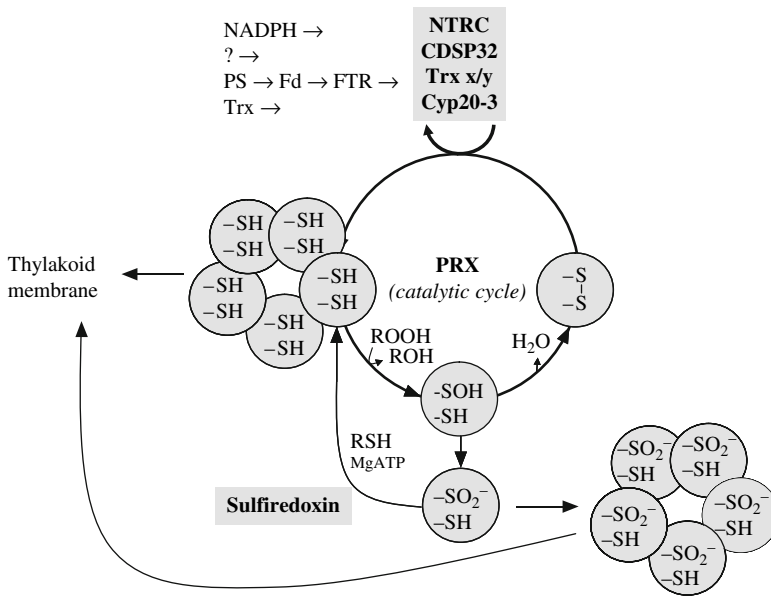 NADPH →
? →
PS → Fd → FTR →
Trx →
NTRC
CDSP32
Trx x/y
Cyp20-3
–SH
–SH
–SH
–SH
–SH
–SH
–SH
–SH
–SH
–SH
Thylakoid
membrane
PRX
(catalytic cycle)
–S
–S
ROOH
ROH
H₂O
-SOH
-SH
RSH
MgATP
Sulfiredoxin
–SO₂⁻
–SH
–SO₂⁻
–SH
–SO₂⁻
–SH
–SO₂⁻
–SH
–SO₂⁻
–SH
–SO₂⁻
–SH